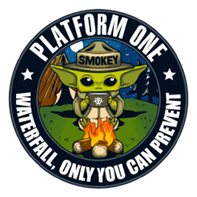 PLATFORM ONE
SMOKEY
WATERFALL, ONLY YOU CAN PREVENT